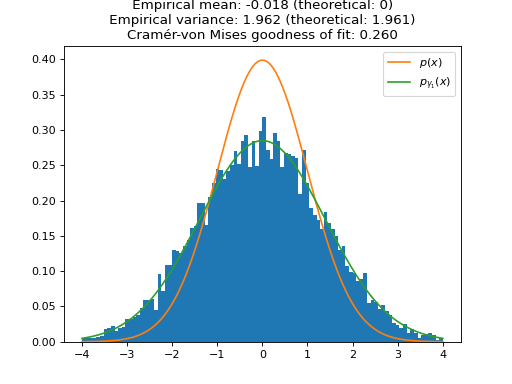 Empirical mean: -0.018 (theoretical: 0)
Empirical variance: 1.962 (theoretical: 1.961)
Cramér-von Mises goodness of fit: 0.260
p(x)
p_{γ_1}(x)
0.40
0.35
0.30
0.25
0.20
0.15
0.10
0.05
0.00
−4 −3 −2 −1 0 1 2 3 4